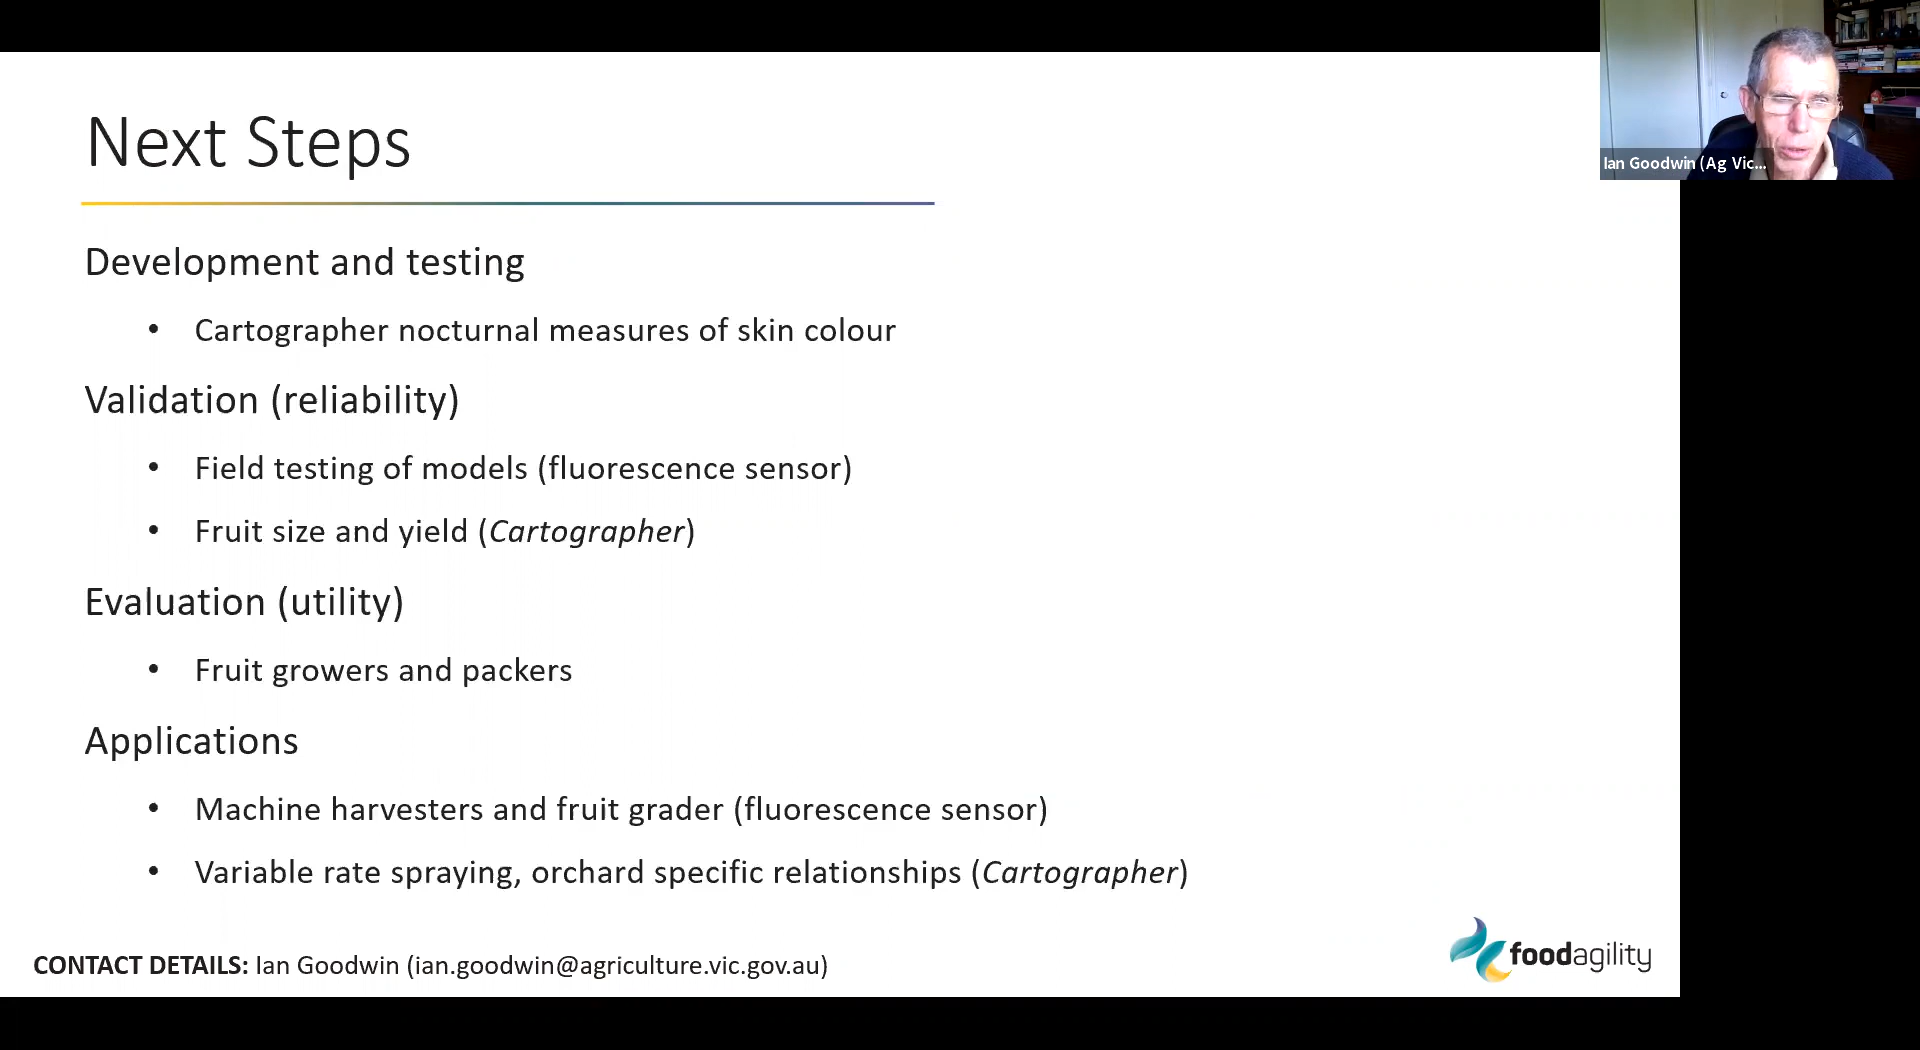 Next Steps
Ian Goodwin (Ag Vic...
Development and testing
• Cartographer nocturnal measures of skin colour
Validation (reliability)
• Field testing of models (fluorescence sensor)
• Fruit size and yield (Cartographer)
Evaluation (utility)
• Fruit growers and packers
Applications
• Machine harvesters and fruit grader (fluorescence sensor)
• Variable rate spraying, orchard specific relationships (Cartographer)
foodagility
CONTACT DETAILS: Ian Goodwin (ian.goodwin@agriculture.vic.gov.au)